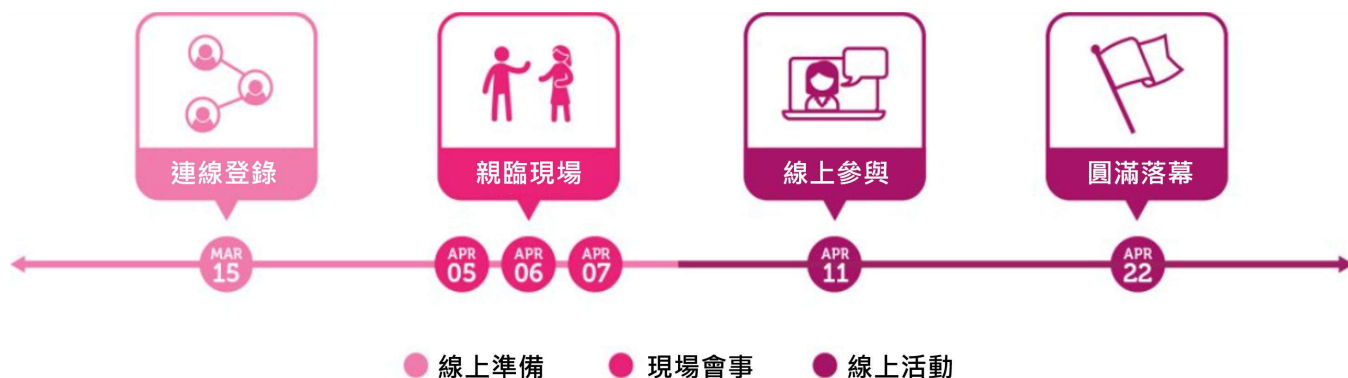 連線登錄
親臨現場
線上參與
圓滿落幕
MAR
15
APR
05
APR
06
APR
07
APR
11
APR
22
線上準備
現場會事
線上活動